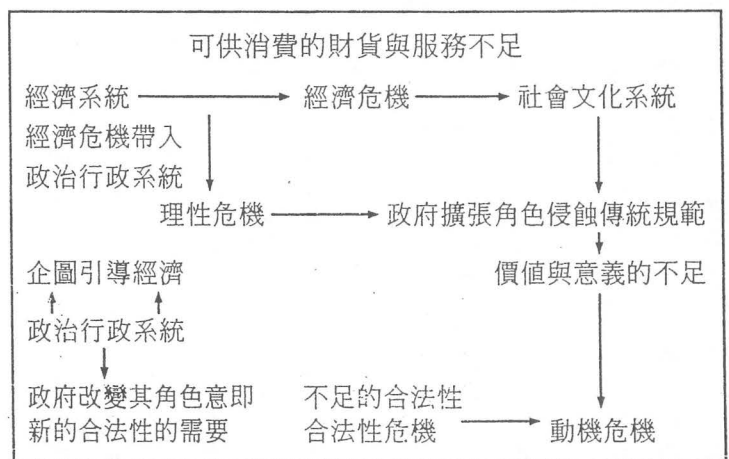 可供消費的財貨與服務不足
經濟系統 經濟危機 社會文化系統
經濟危機帶入
政治行政系統
理性危機 政府擴張角色侵蝕傳統規範
企圖引導經濟 價值與意義的不足
政治行政系統
政府改變其角色意即 不足的合法性
新的合法性的需要 合法性危機 動機危機